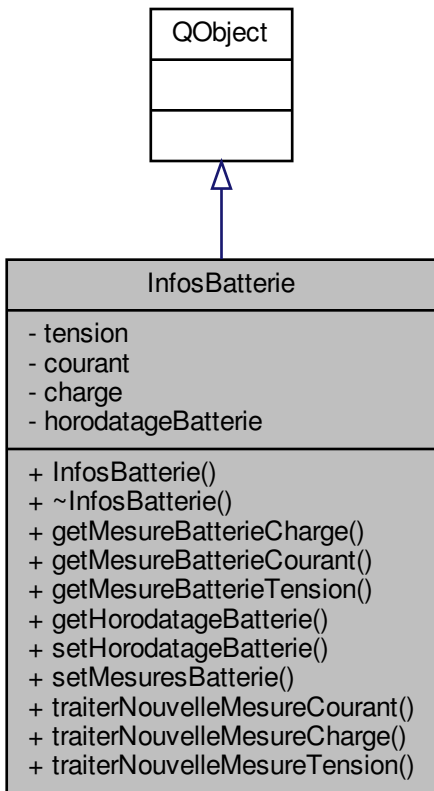 QObject
InfosBatterie
- tension
- courant
- charge
- horodatageBatterie
+ InfosBatterie()
+ ~InfosBatterie()
+ getMesureBatterieCharge()
+ getMesureBatterieCourant()
+ getMesureBatterieTension()
+ getHorodatageBatterie()
+ setHorodatageBatterie()
+ setMesuresBatterie()
+ traiterNouvelleMesureCourant()
+ traiterNouvelleMesureCharge()
+ traiterNouvelleMesureTension()